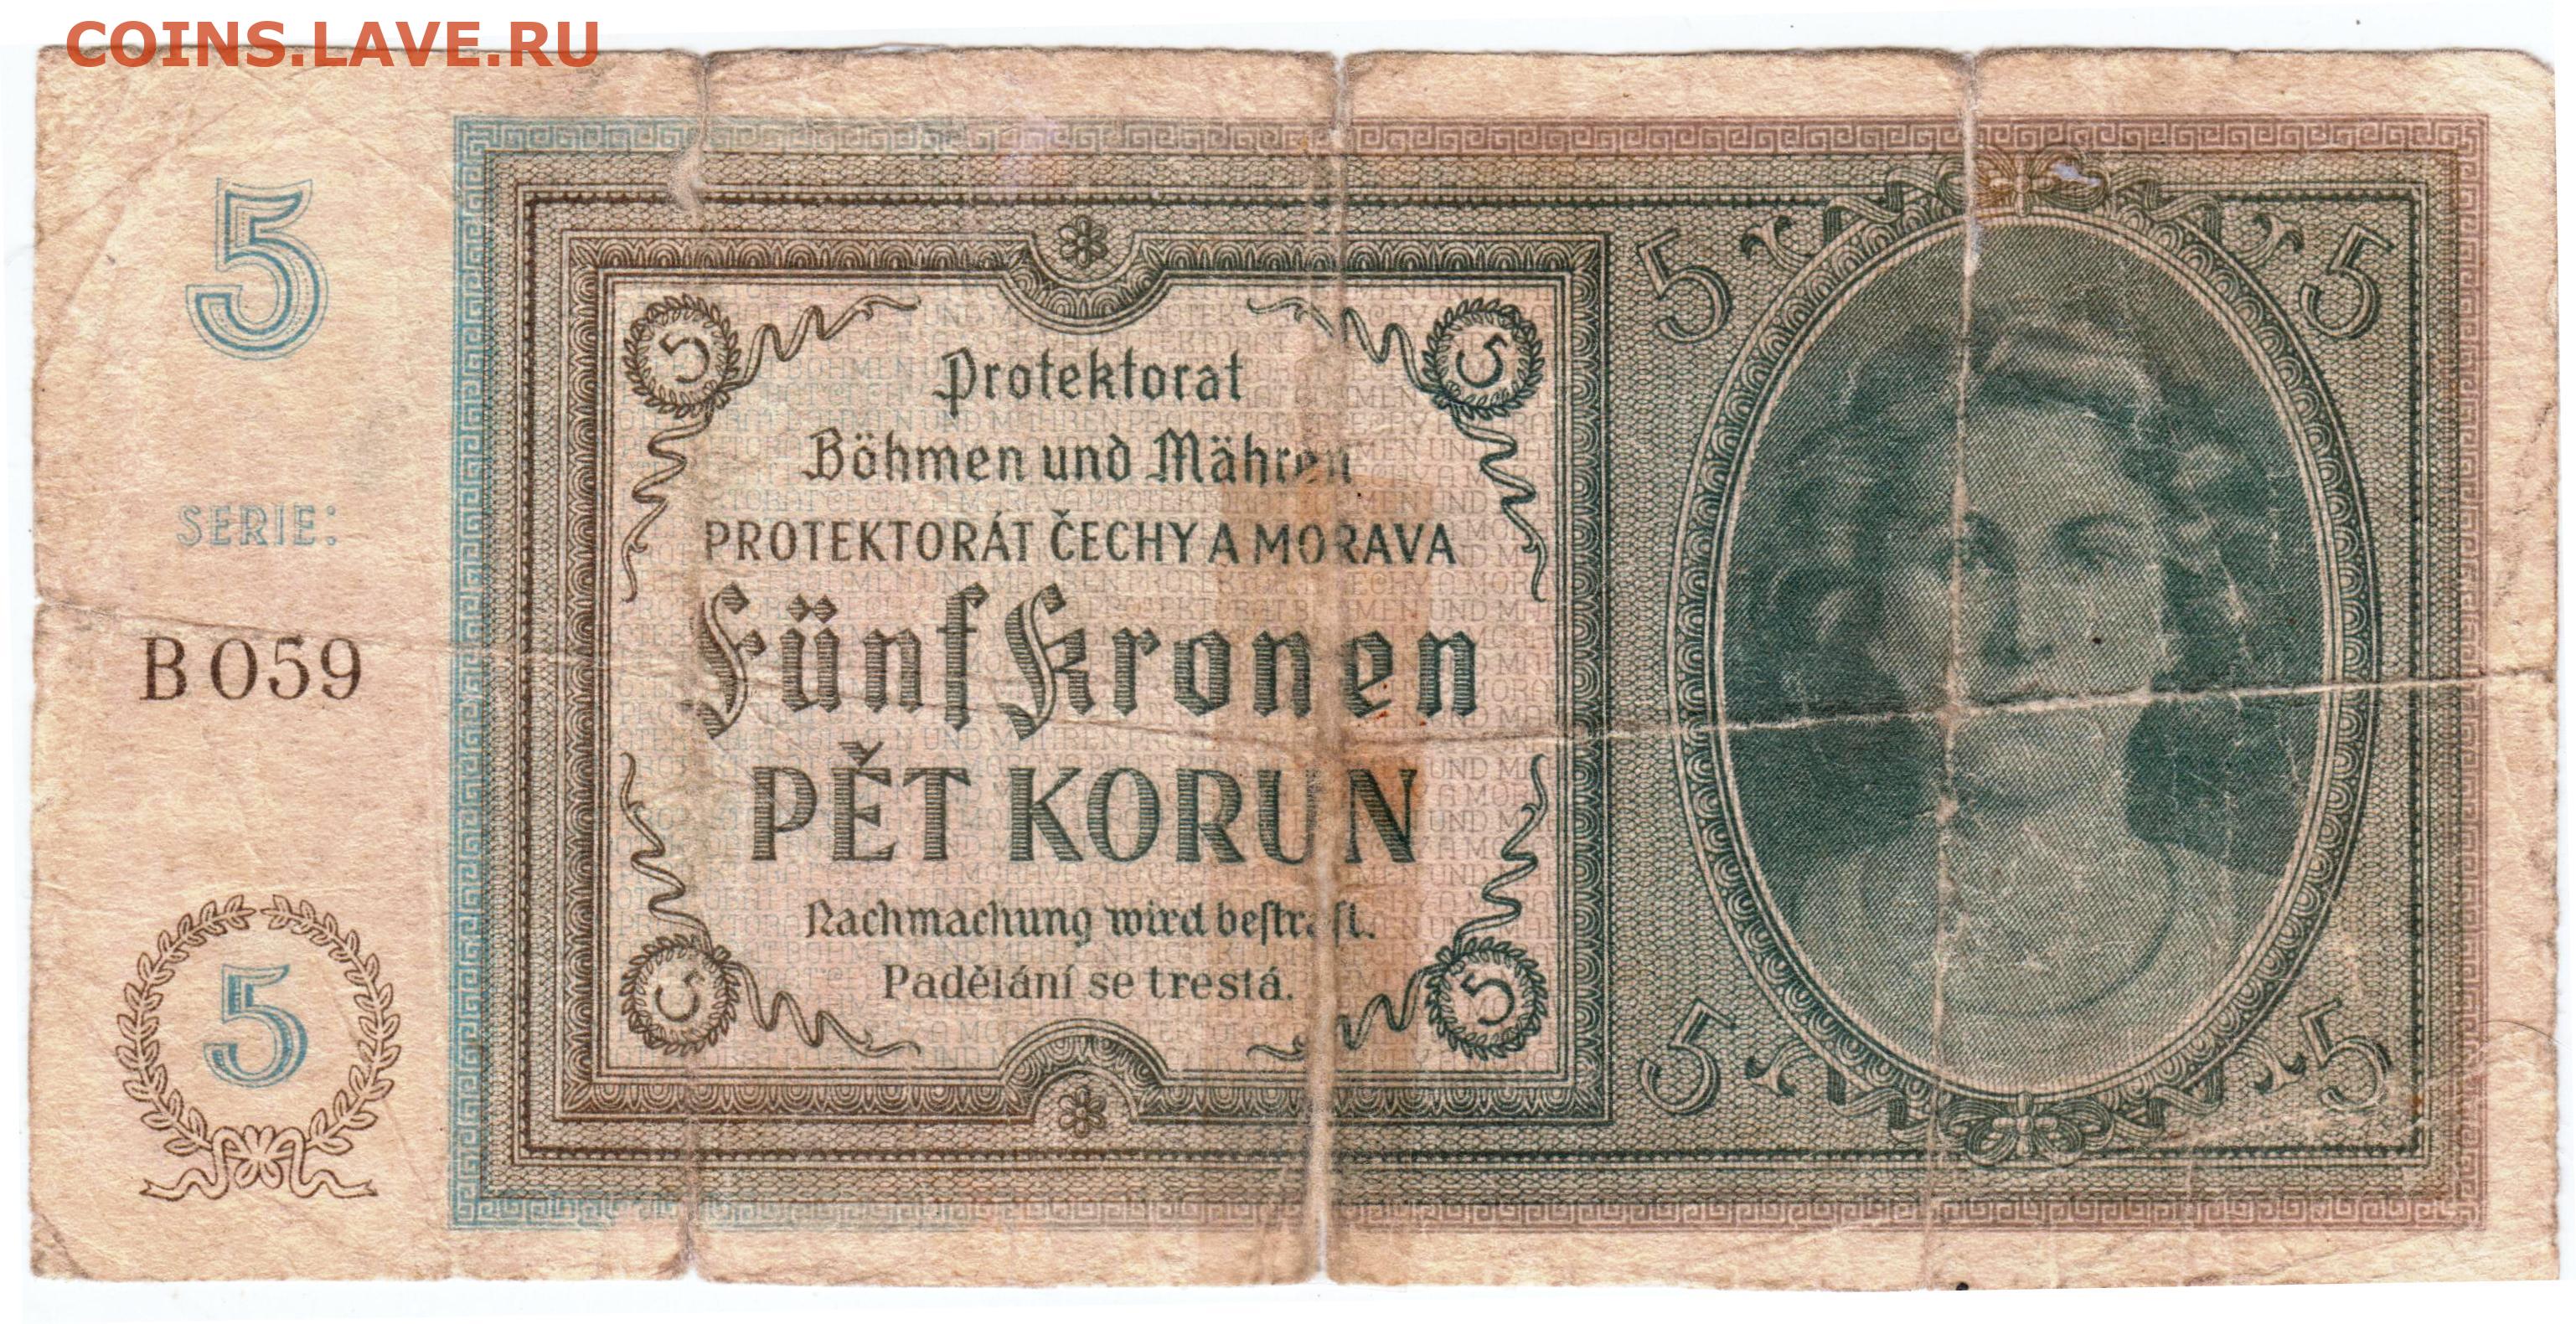 COINS.LAVE.RU
5
SERIE:
B 059
5
5 5
Protektorat
Böhmen und Mähren
PROTEKTORÁT ČECHY A MORAVA
Fünf Kronen
PĚT KORUN
Nachmachung wird bestraft.
Padělání se trestá.
5 5
5 5
5 5